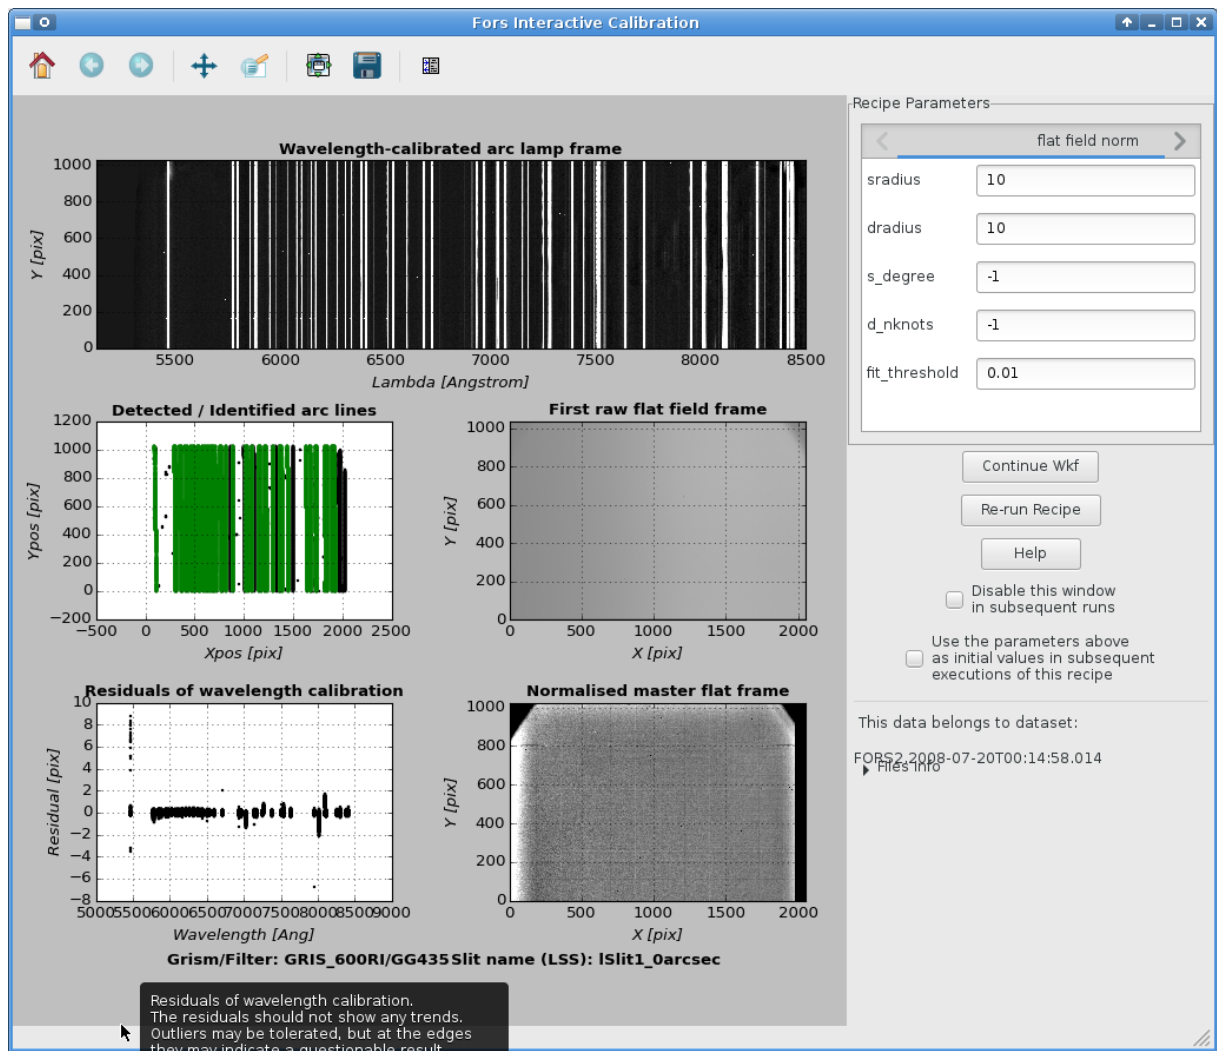 Fors Interactive Calibration
Recipe Parameters
flat field norm
sradius 10
dradius 10
s_degree -1
d_nknots -1
fit_threshold 0.01
Continue Wkf
Re-run Recipe
Help
Disable this window
in subsequent runs
Use the parameters above
as initial values in subsequent
executions of this recipe
This data belongs to dataset:
FORS2.2008-07-20T00:14:58.014
Files info
Wavelength-calibrated arc lamp frame
Y [pix]
1000
800
600
400
200
0
5500 6000 6500 7000 7500 8000 8500
Lambda [Angstrom]
Detected / Identified arc lines
Ypos [pix]
1200
1000
800
600
400
200
0
−200
−500 0 500 1000 1500 2000 2500
Xpos [pix]
First raw flat field frame
Y [pix]
1000
800
600
400
200
0
0 500 1000 1500 2000
X [pix]
Residuals of wavelength calibration
Residual [pix]
10
8
6
4
2
0
−2
−4
−6
−8
5000 5500 6000 6500 7000 7500 8000 8500 9000
Wavelength [Ang]
Normalised master flat frame
Y [pix]
1000
800
600
400
200
0
0 500 1000 1500 2000
X [pix]
Grism/Filter: GRIS_600RI/GG435 Slit name (LSS): lSlit1_0arcsec
Residuals of wavelength calibration.
The residuals should not show any trends.
Outliers may be tolerated, but at the edges
they may indicate a questionable result.